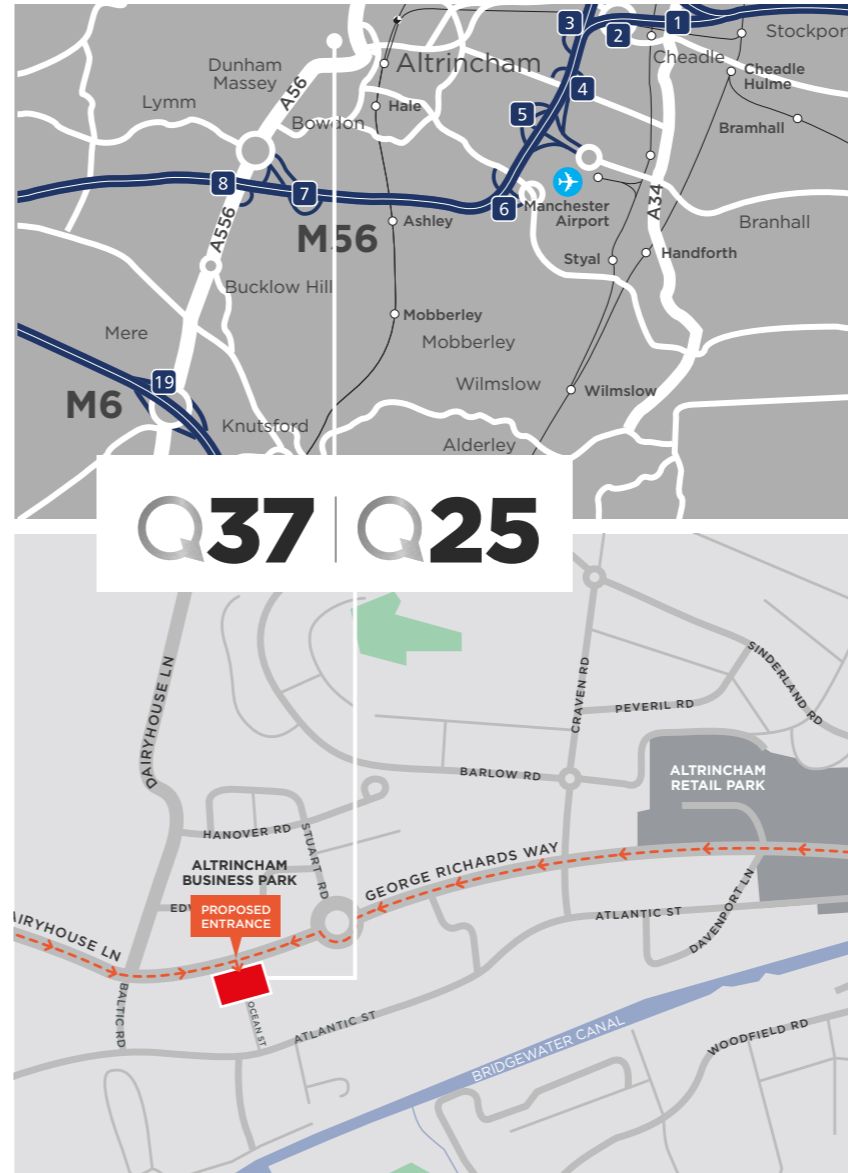 3
2
1
Stockport
Dunham
Massey
Altrincham
Cheadle
Cheadle
Hulme
A56
4
Lymm
Hale
5
Bowdon
Bramhall
8
7
6
Manchester
Airport
A34
A556
M56
Ashley
Branhall
Styal
Handforth
Bucklow Hill
Mobberley
Mere
Mobberley
19
Wilmslow
Wilmslow
M6
Knutsford
Alderley
Q37 | Q25
DAIRYHOUSE LN
CRAVEN RD
SINDERLAND RD
PEVERIL RD
BARLOW RD
ALTRINCHAM
RETAIL PARK
HANOVER RD
STUART RD
ALTRINCHAM
BUSINESS PARK
GEORGE RICHARDS WAY
EDW
PROPOSED
ENTRANCE
ATLANTIC ST
DAVENPORT LN
AIRYHOUSE LN
BALTIC RD
OCEAN ST
ATLANTIC ST
BRIDGEWATER CANAL
WOODFIELD RD